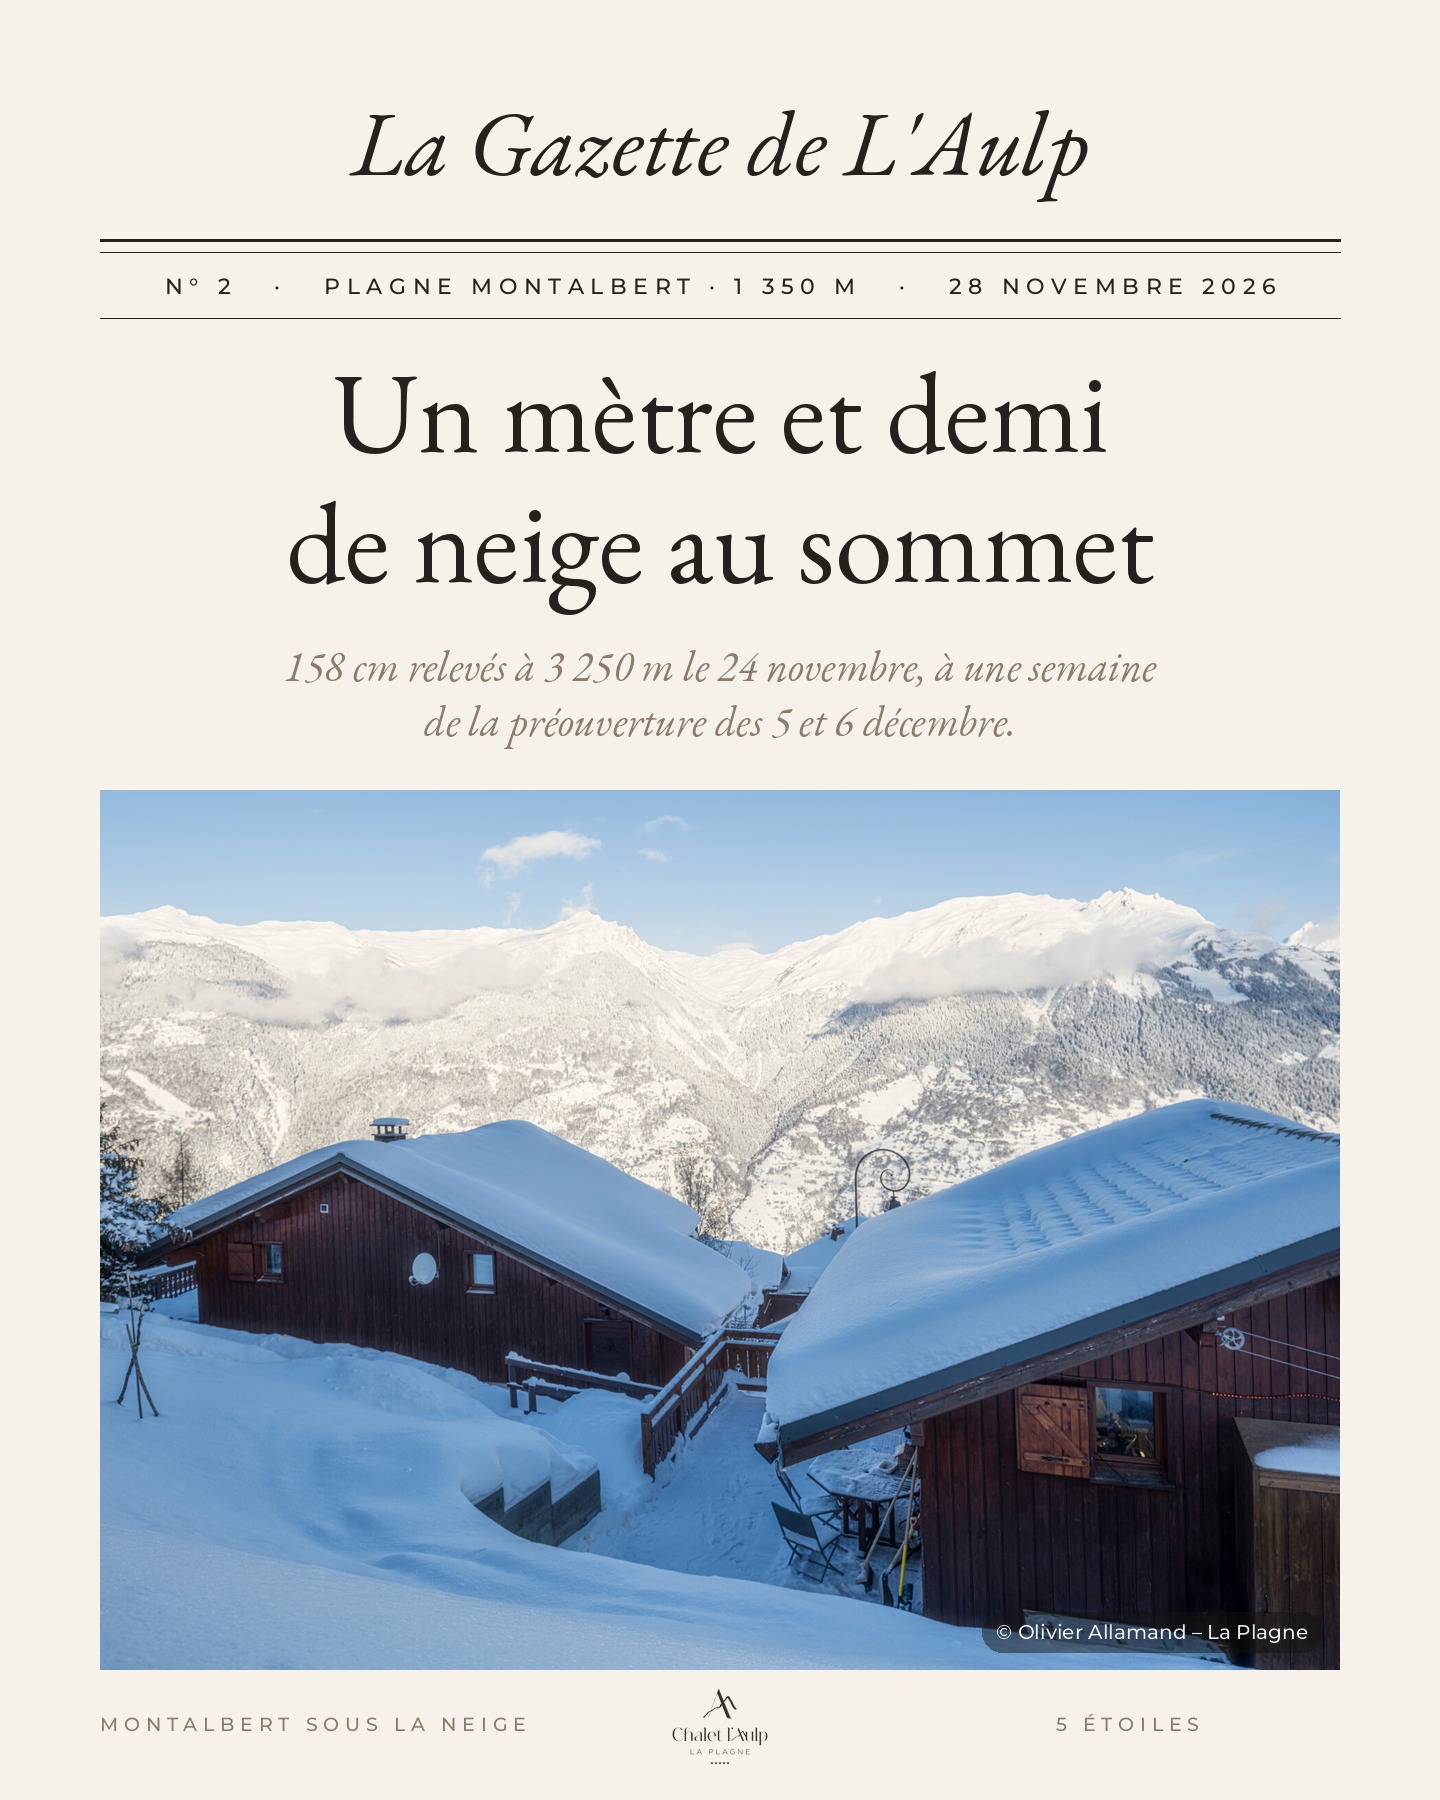 La Gazette de L'Aulp
N° 2 · PLAGNE MONTALBERT · 1 350 M · 28 NOVEMBRE 2026
Un mètre et demi
de neige au sommet
158 cm relevés à 3 250 m le 24 novembre, à une semaine
de la préouverture des 5 et 6 décembre.
© Olivier Allamand – La Plagne
MONTALBERT SOUS LA NEIGE
Chalet l'Aulp
LA PLAGNE
5 ÉTOILES